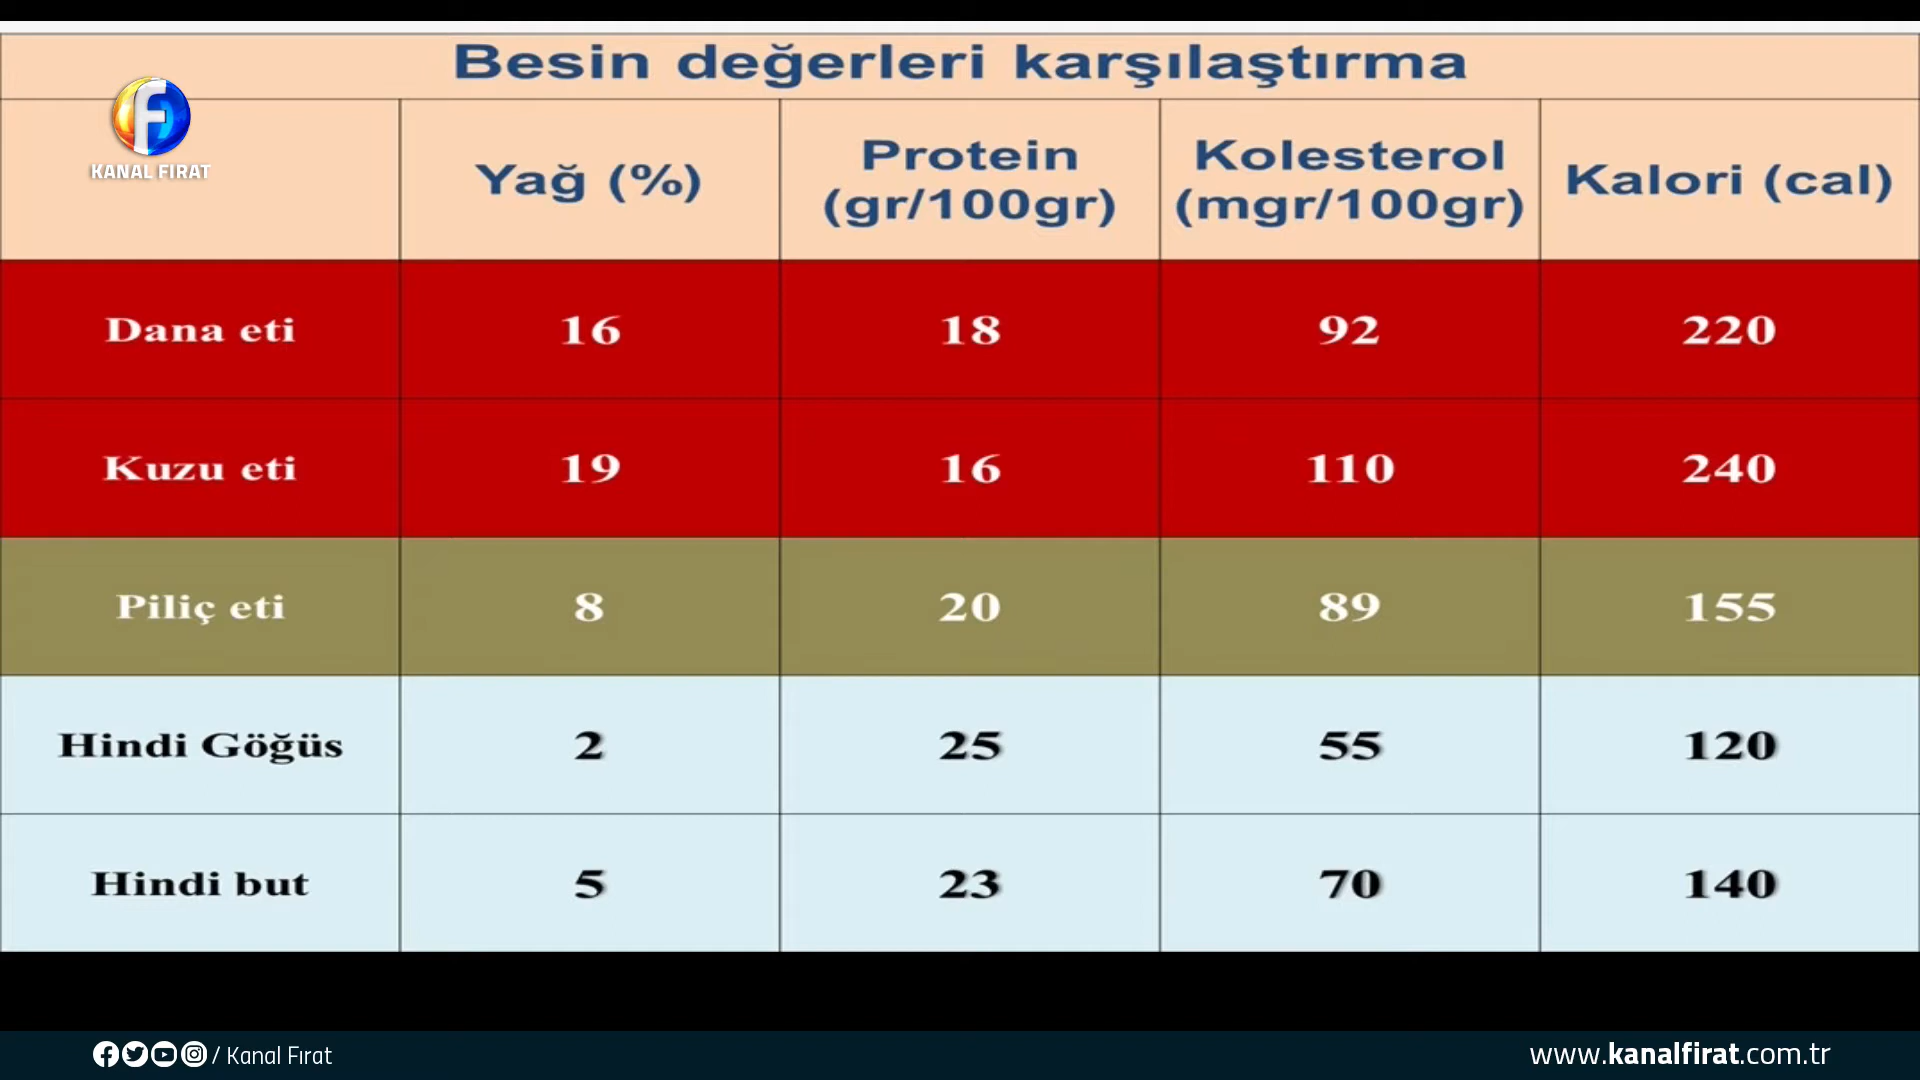 Besin değerleri karşılaştırma
KANAL FIRAT
Yağ (%)
Protein
(gr/100gr)
Kolesterol
(mgr/100gr)
Kalori (cal)
Dana eti 16 18 92 220
Kuzu eti 19 16 110 240
Piliç eti 8 20 89 155
Hindi Göğüs 2 25 55 120
Hindi but 5 23 70 140
/ Kanal Fırat
www.kanalfirat.com.tr